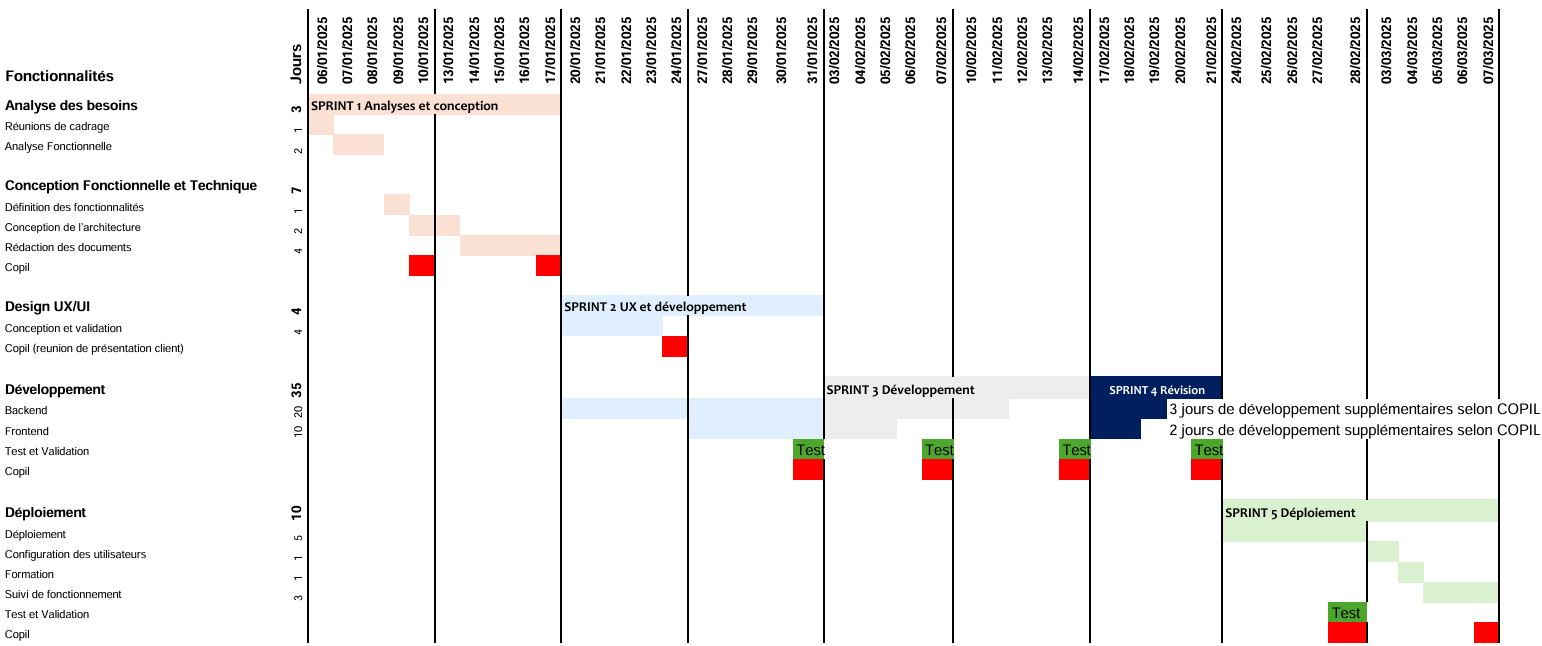 Fonctionnalités Jours 06/01/2025 07/01/2025 08/01/2025 09/01/2025 10/01/2025 13/01/2025 14/01/2025 15/01/2025 16/01/2025 17/01/2025 20/01/2025 21/01/2025 22/01/2025 23/01/2025 24/01/2025 27/01/2025 28/01/2025 29/01/2025 30/01/2025 31/01/2025 03/02/2025 04/02/2025 05/02/2025 06/02/2025 07/02/2025 10/02/2025 11/02/2025 12/02/2025 13/02/2025 14/02/2025 17/02/2025 18/02/2025 19/02/2025 20/02/2025 21/02/2025 24/02/2025 25/02/2025 26/02/2025 27/02/2025 28/02/2025 03/03/2025 04/03/2025 05/03/2025 06/03/2025 07/03/2025
Analyse des besoins 3 SPRINT 1 Analyses et conception
Réunions de cadrage 1
Analyse Fonctionnelle 2
Conception Fonctionnelle et Technique 7
Définition des fonctionnalités 1
Conception de l'architecture 2
Rédaction des documents 4
Copil
Design UX/UI 4 SPRINT 2 UX et développement
Conception et validation 4
Copil (reunion de présentation client)
Développement 35 SPRINT 3 Développement SPRINT 4 Révision
Backend 20 3 jours de développement supplémentaires selon COPIL
Frontend 10 2 jours de développement supplémentaires selon COPIL
Test et Validation Test Test Test Test
Copil
Déploiement 10 SPRINT 5 Déploiement
Déploiement 5
Configuration des utilisateurs 1
Formation 1
Suivi de fonctionnement 3
Test et Validation Test
Copil